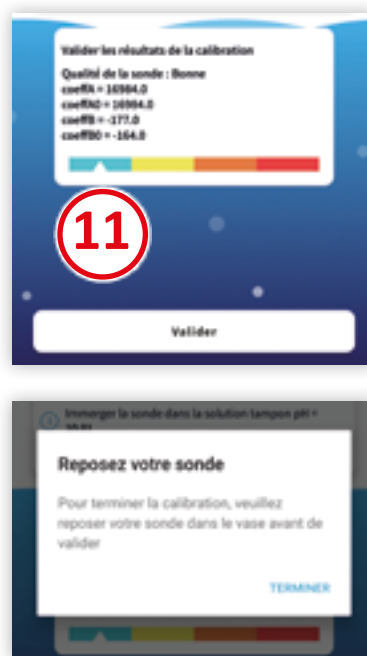 Valider les résultats de la calibration
Qualité de la sonde : Bonne
coeffA = 16984.0
coeffA0 = 16984.0
coeffB = -177.0
coeffB0 = -164.0
11
Valider
Immerger la sonde dans la solution tampon pH =
Reposez votre sonde
Pour terminer la calibration, veuillez
reposer votre sonde dans le vase avant de
valider
TERMINER